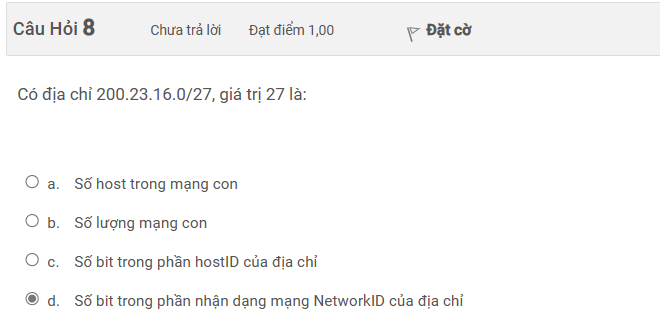 Câu Hỏi 8 Chưa trả lời Đạt điểm 1,00 Đặt cờ
Có địa chỉ 200.23.16.0/27, giá trị 27 là:
a. Số host trong mạng con
b. Số lượng mạng con
c. Số bit trong phần hostID của địa chỉ
d. Số bit trong phần nhận dạng mạng NetworkID của địa chỉ